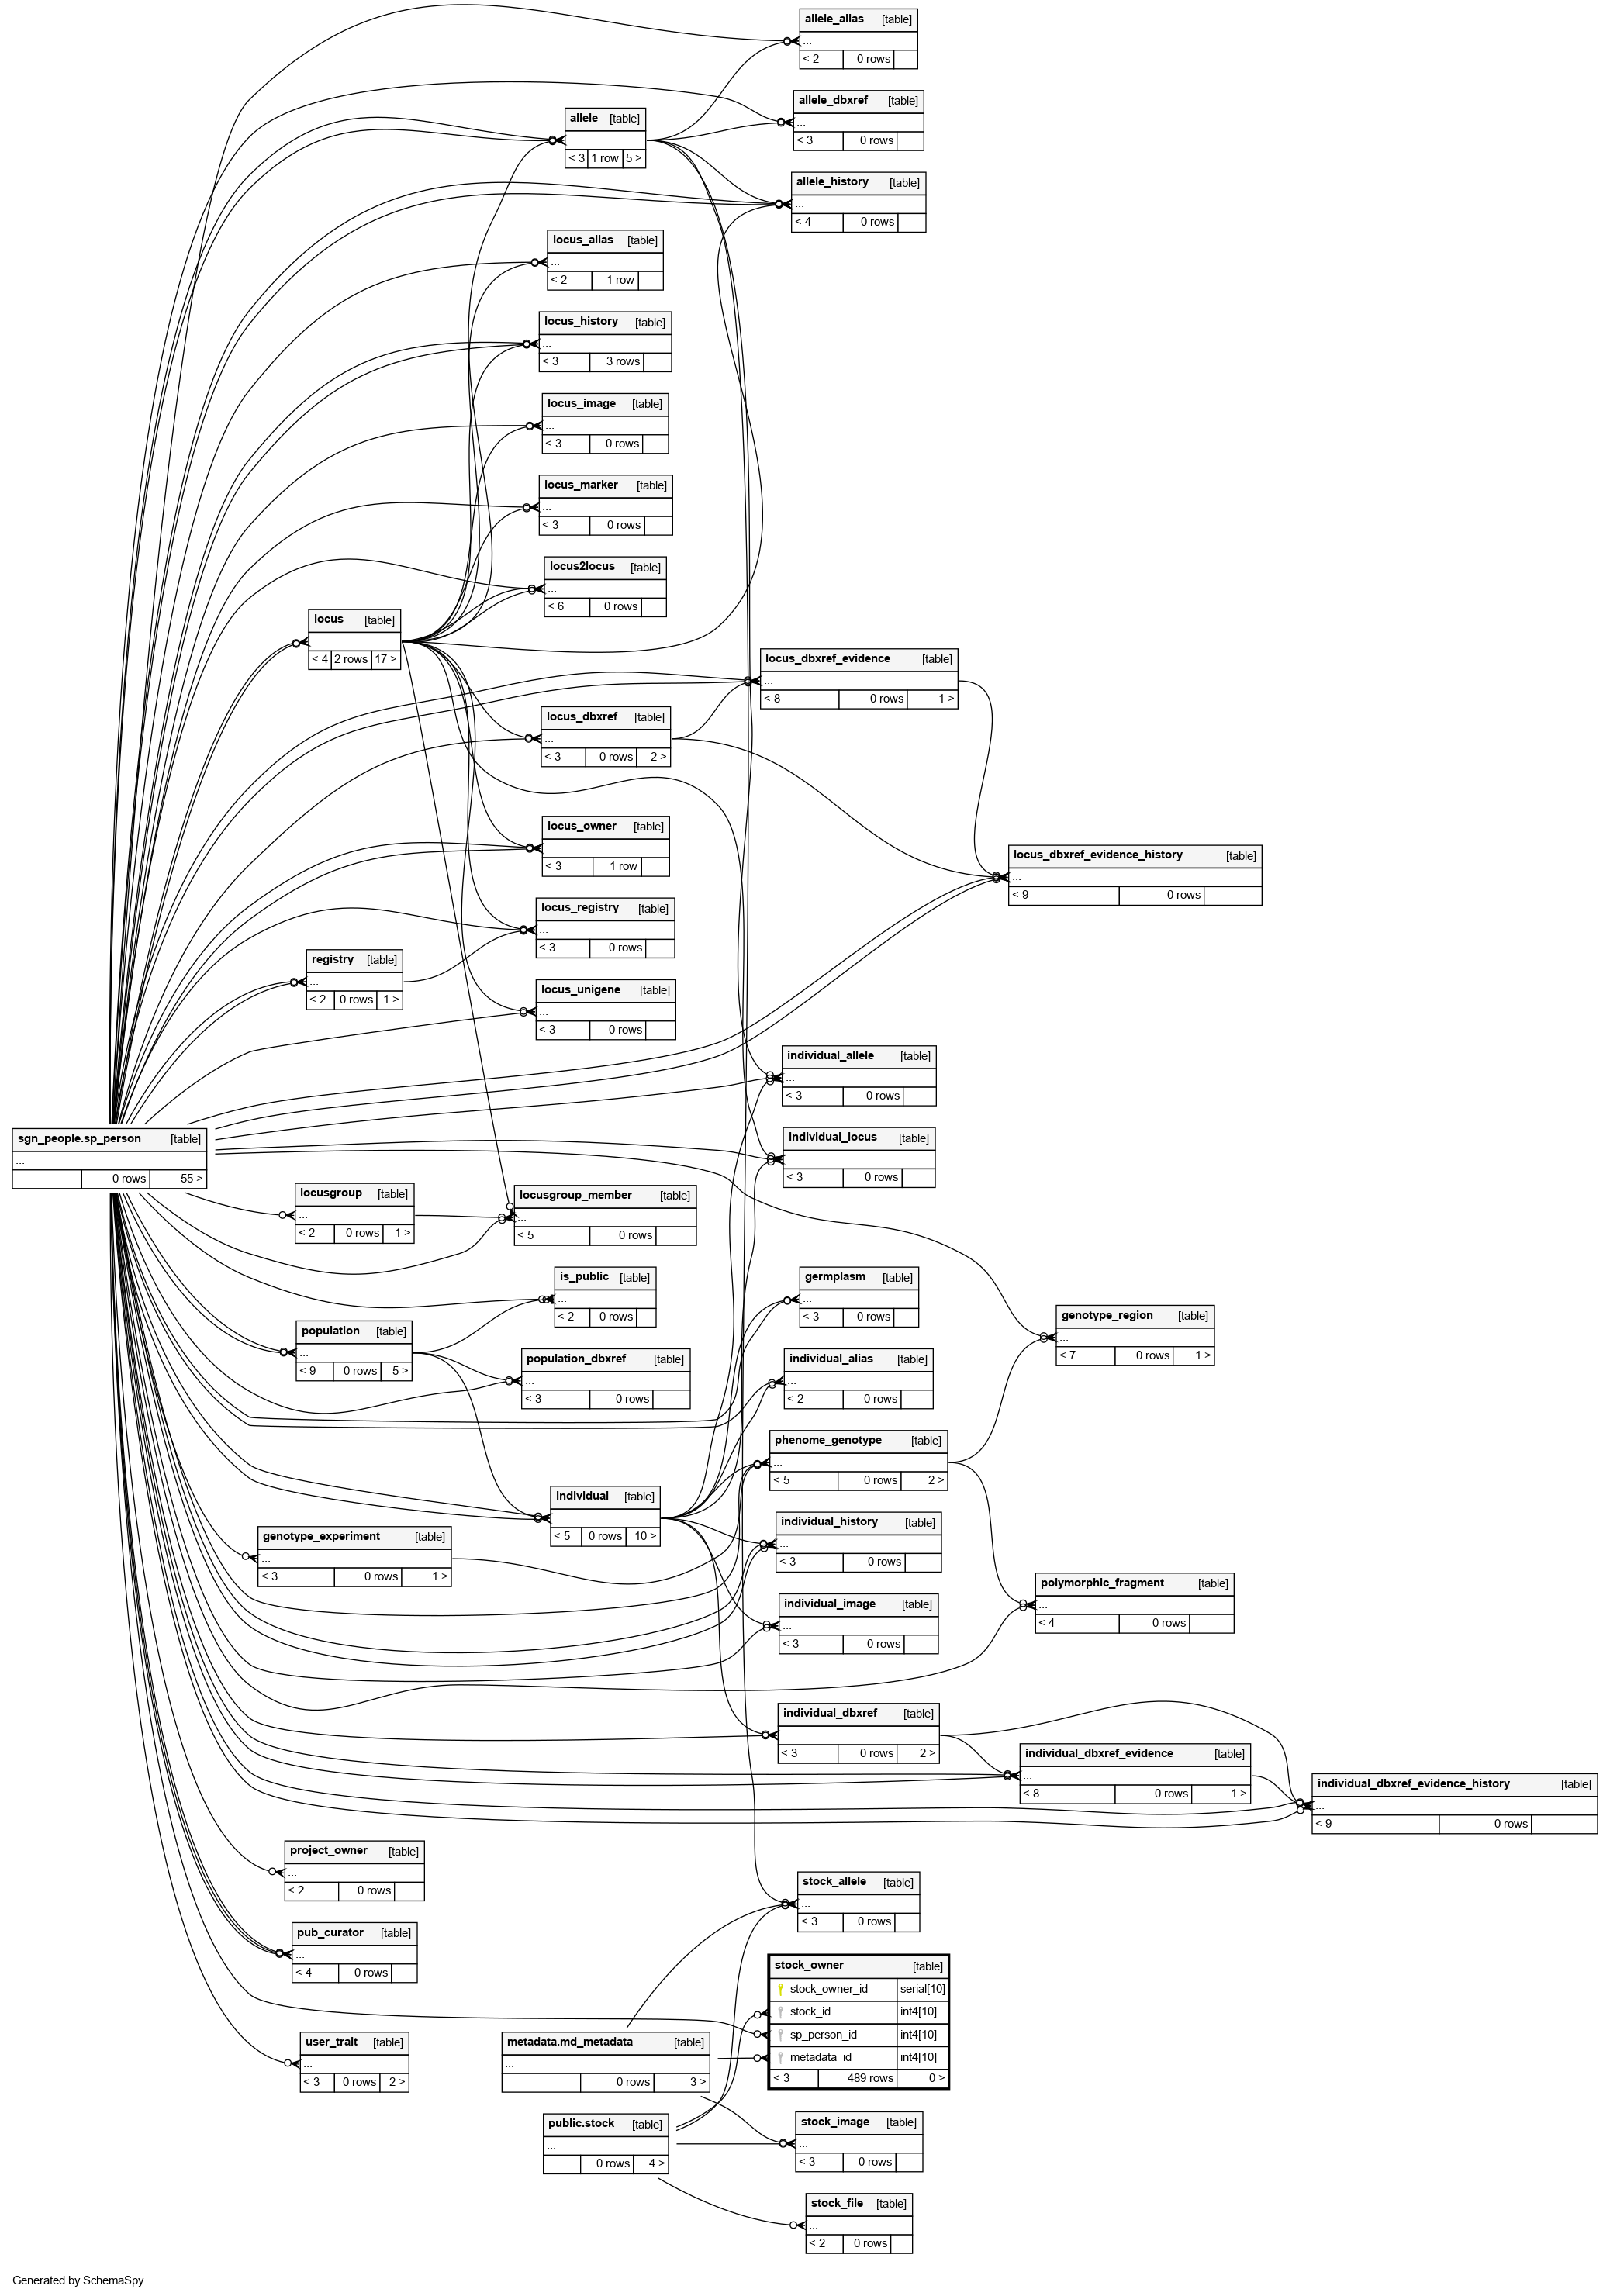 allele_alias [table]
...
< 2 0 rows
allele_dbxref [table]
...
< 3 0 rows
allele [table]
...
< 3 1 row 5 >
allele_history [table]
...
< 4 0 rows
locus_alias [table]
...
< 2 1 row
locus_history [table]
...
< 3 3 rows
locus_image [table]
...
< 3 0 rows
locus_marker [table]
...
< 3 0 rows
locus2locus [table]
...
< 6 0 rows
locus [table]
...
< 4 2 rows 17 >
locus_dbxref_evidence [table]
...
< 8 0 rows 1 >
locus_dbxref [table]
...
< 3 0 rows 2 >
locus_owner [table]
...
< 3 1 row
locus_dbxref_evidence_history [table]
...
< 9 0 rows
locus_registry [table]
...
< 3 0 rows
registry [table]
...
< 2 0 rows 1 >
locus_unigene [table]
...
< 3 0 rows
individual_allele [table]
...
< 3 0 rows
sgn_people.sp_person [table]
...
0 rows 55 >
individual_locus [table]
...
< 3 0 rows
locusgroup [table]
...
< 2 0 rows 1 >
locusgroup_member [table]
...
< 5 0 rows
is_public [table]
...
< 2 0 rows
germplasm [table]
...
< 3 0 rows
genotype_region [table]
...
< 7 0 rows 1 >
population [table]
...
< 9 0 rows 5 >
population_dbxref [table]
...
< 3 0 rows
individual_alias [table]
...
< 2 0 rows
phenome_genotype [table]
...
< 5 0 rows 2 >
individual [table]
...
< 5 0 rows 10 >
individual_history [table]
...
< 3 0 rows
genotype_experiment [table]
...
< 3 0 rows 1 >
polymorphic_fragment [table]
...
< 4 0 rows
individual_image [table]
...
< 3 0 rows
individual_dbxref [table]
...
< 3 0 rows 2 >
individual_dbxref_evidence [table]
...
< 8 0 rows 1 >
individual_dbxref_evidence_history [table]
...
< 9 0 rows
project_owner [table]
...
< 2 0 rows
stock_allele [table]
...
< 3 0 rows
pub_curator [table]
...
< 4 0 rows
stock_owner [table]
stock_owner_id serial[10]
stock_id int4[10]
sp_person_id int4[10]
metadata_id int4[10]
< 3 489 rows 0 >
user_trait [table]
...
< 3 0 rows 2 >
metadata.md_metadata [table]
...
0 rows 3 >
public.stock [table]
...
0 rows 4 >
stock_image [table]
...
< 3 0 rows
stock_file [table]
...
< 2 0 rows
Generated by SchemaSpy